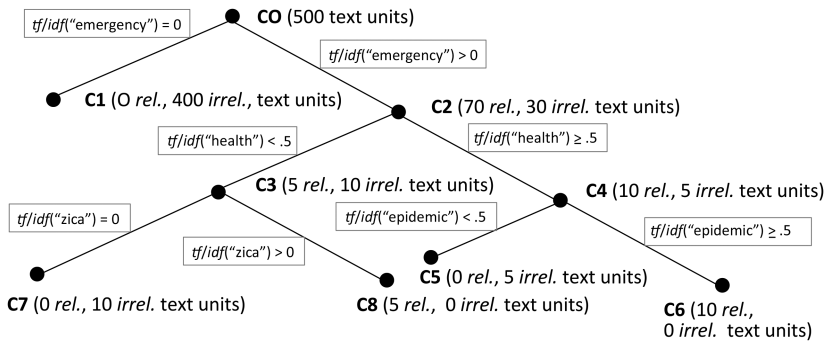 tf/idf(“emergency”) = 0
CO (500 text units)
tf/idf(“emergency”) > 0
C1 (O rel., 400 irrel., text units)
C2 (70 rel., 30 irrel. text units)
tf/idf(“health”) < .5
tf/idf(“health”) ≥ .5
C3 (5 rel., 10 irrel. text units)
C4 (10 rel., 5 irrel. text units)
tf/idf(“zica”) = 0
tf/idf(“epidemic”) < .5
tf/idf(“epidemic”) ≥ .5
tf/idf(“zica”) > 0
C5 (0 rel., 5 irrel. text units)
C7 (0 rel., 10 irrel. text units)
C8 (5 rel., 0 irrel. text units)
C6 (10 rel.,
0 irrel. text units)